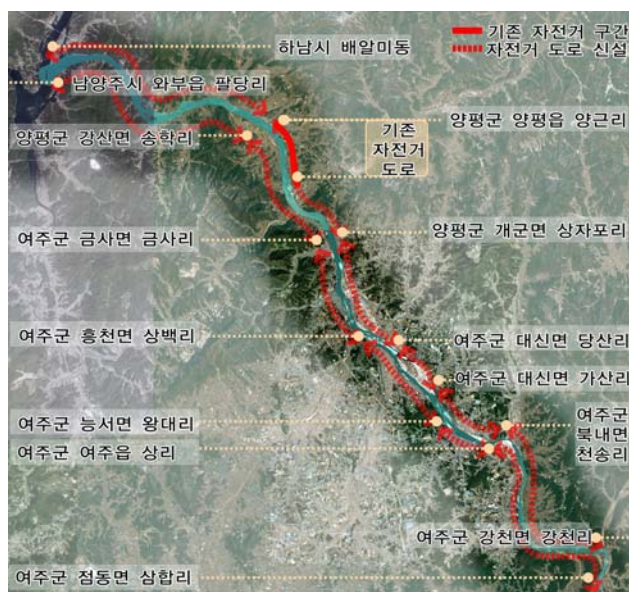 기존 자전거 구간
자전거 도로 신설
하남시 배알미동
남양주시 와부읍 팔당리
양평군 양평읍 양근리
양평군 강산면 송학리
기존
자전거
도로
여주군 금사면 금사리
양평군 개군면 상자포리
여주군 흥천면 상백리
여주군 대신면 당산리
여주군 대신면 가산리
여주군 능서면 왕대리
여주군
북내면
천송리
여주군 여주읍 상리
여주군 강천면 강천리
여주군 점동면 삼합리